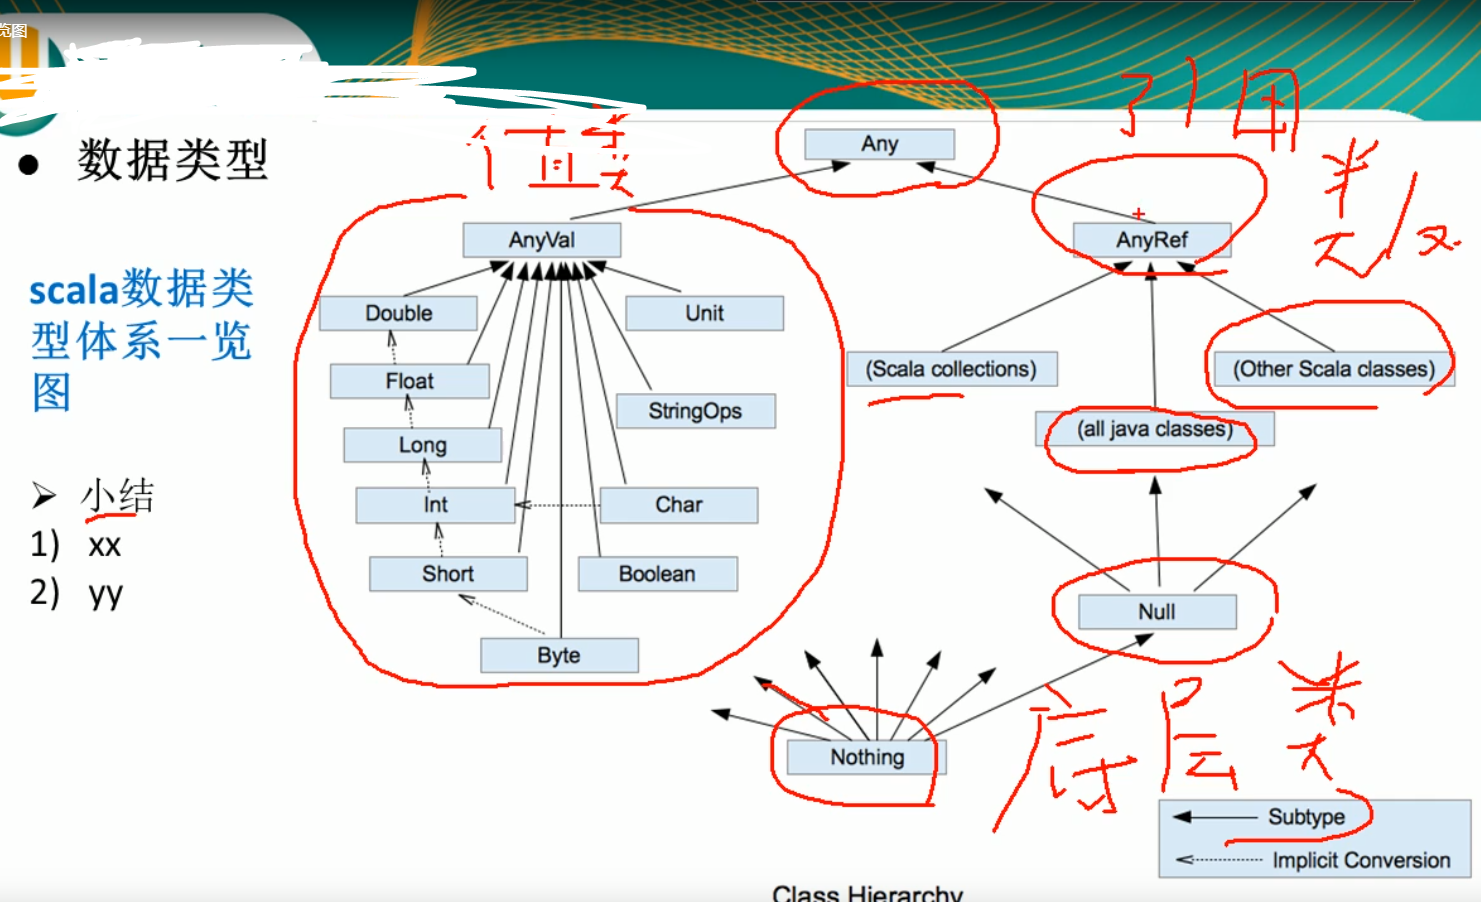 览图
数据类型
scala数据类
型体系一览
图
小结
1) xx
2) yy
值类
引用
类
Any
AnyVal
AnyRef
Double
Unit
Float
StringOps
Long
Int
Char
Short
Boolean
Byte
(Scala collections)
(Other Scala classes)
(all java classes)
Null
Nothing
底层
类
Subtype
Implicit Conversion
Class Hierarchy